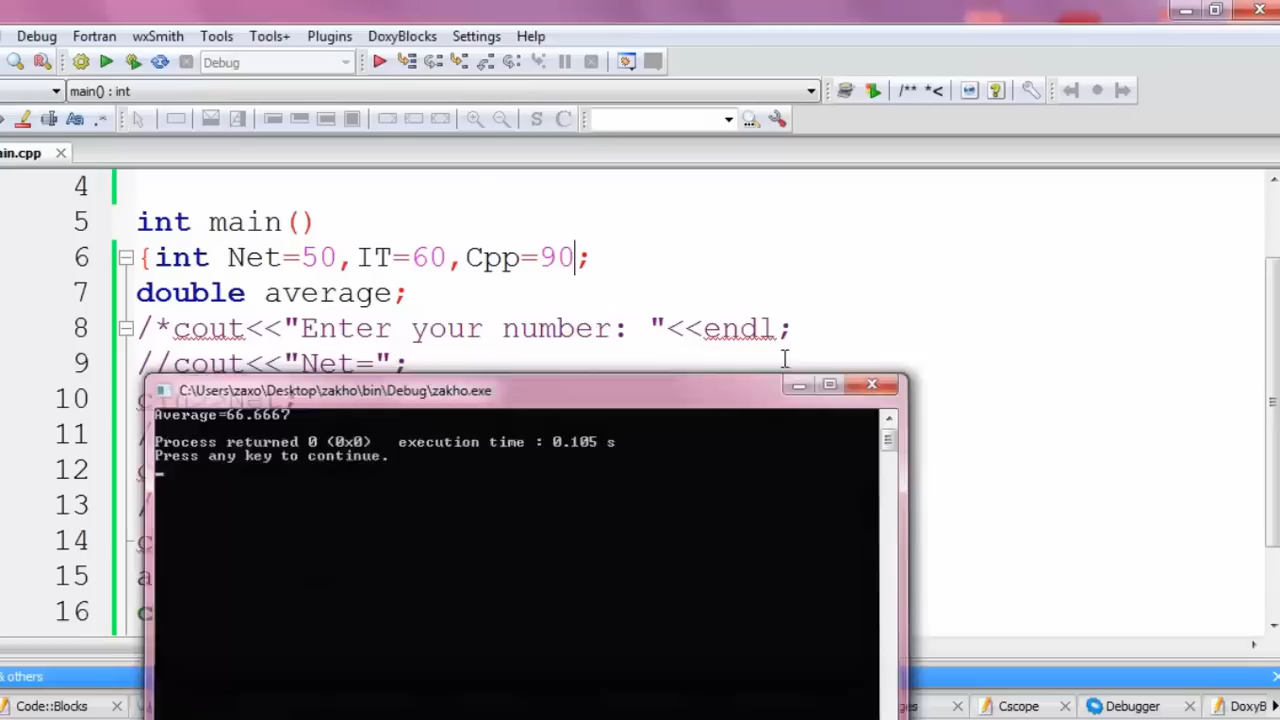 Debug Fortran wxSmith Tools Tools+ Plugins DoxyBlocks Settings Help
Debug
main() : int
/** *<
S C
ain.cpp
4
5 int main()
6 {int Net=50,IT=60,Cpp=90;
7 double average;
8 /*cout<<"Enter your number: "<<endl;
9 //cout<<"Net=";
10
11
12
13
14
15 a
16 c
C:\Users\zaxo\Desktop\zakho\bin\Debug\zakho.exe
Average=66.6667
Process returned 0 (0x0) execution time : 0.105 s
Press any key to continue.
& others
Code::Blocks
Cscope
Debugger
DoxyB